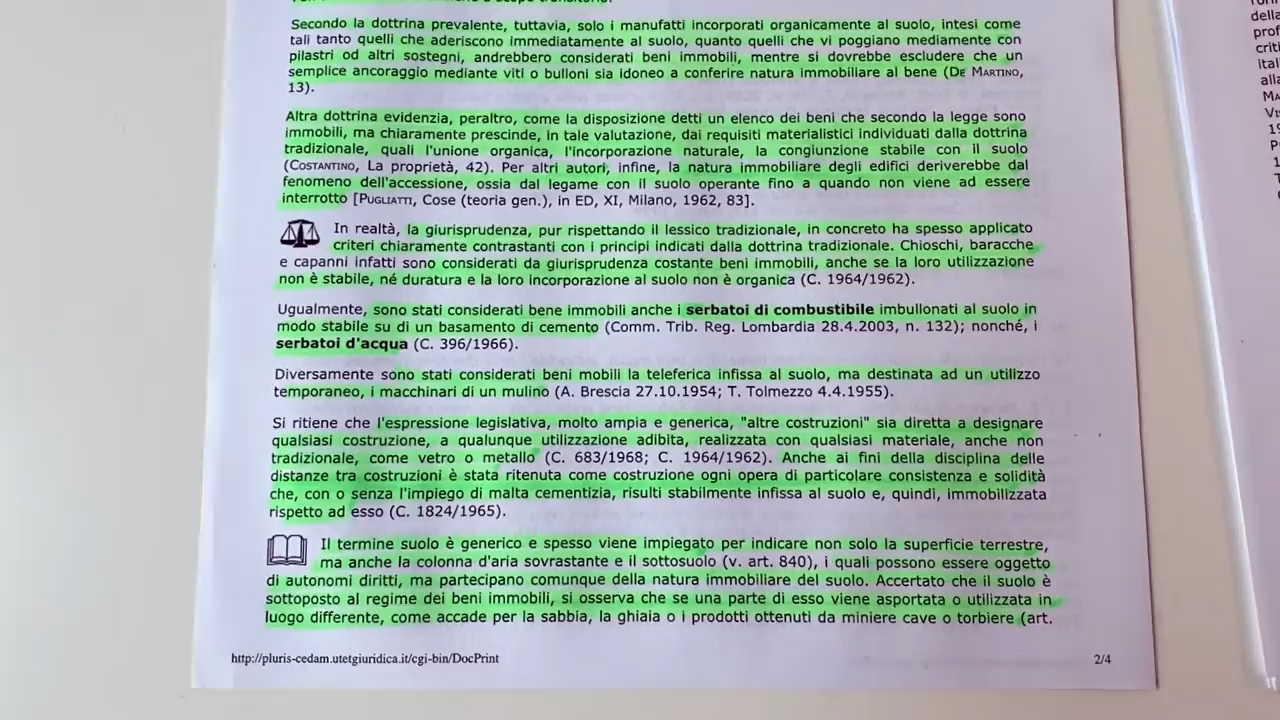 Secondo la dottrina prevalente, tuttavia, solo i manufatti incorporati organicamente al suolo, intesi come
tali tanto quelli che aderiscono immediatamente al suolo, quanto quelli che vi poggiano mediamente con
pilastri od altri sostegni, andrebbero considerati beni immobili, mentre si dovrebbe escludere che un
semplice ancoraggio mediante viti o bulloni sia idoneo a conferire natura immobiliare al bene (DE MARTINO,
13).
Altra dottrina evidenzia, peraltro, come la disposizione detti un elenco dei beni che secondo la legge sono
immobili, ma chiaramente prescinde, in tale valutazione, dai requisiti materialistici individuati dalla dottrina
tradizionale, quali l'unione organica, l'incorporazione naturale, la congiunzione stabile con il suolo
(COSTANTINO, La proprietà, 42). Per altri autori, infine, la natura immobiliare degli edifici deriverebbe dal
fenomeno dell'accessione, ossia dal legame con il suolo operante fino a quando non viene ad essere
interrotto [PUGLIATTI, Cose (teoria gen.), in ED, XI, Milano, 1962, 83].
In realtà, la giurisprudenza, pur rispettando il lessico tradizionale, in concreto ha spesso applicato
criteri chiaramente contrastanti con i principi indicati dalla dottrina tradizionale. Chioschi, baracche
e capanni infatti sono considerati da giurisprudenza costante beni immobili, anche se la loro utilizzazione
non è stabile, né duratura e la loro incorporazione al suolo non è organica (C. 1964/1962).
Ugualmente, sono stati considerati bene immobili anche i serbatoi di combustibile imbullonati al suolo in
modo stabile su di un basamento di cemento (Comm. Trib. Reg. Lombardia 28.4.2003, n. 132); nonché, i
serbatoi d'acqua (C. 396/1966).
Diversamente sono stati considerati beni mobili la teleferica infissa al suolo, ma destinata ad un utilizzo
temporaneo, i macchinari di un mulino (A. Brescia 27.10.1954; T. Tolmezzo 4.4.1955).
Si ritiene che l'espressione legislativa, molto ampia e generica, "altre costruzioni" sia diretta a designare
qualsiasi costruzione, a qualunque utilizzazione adibita, realizzata con qualsiasi materiale, anche non
tradizionale, come vetro o metallo (C. 683/1968; C. 1964/1962). Anche ai fini della disciplina delle
distanze tra costruzioni è stata ritenuta come costruzione ogni opera di particolare consistenza e solidità
che, con o senza l'impiego di malta cementizia, risulti stabilmente infissa al suolo e, quindi, immobilizzata
rispetto ad esso (C. 1824/1965).
Il termine suolo è generico e spesso viene impiegato per indicare non solo la superficie terrestre,
ma anche la colonna d'aria sovrastante e il sottosuolo (v. art. 840), i quali possono essere oggetto
di autonomi diritti, ma partecipano comunque della natura immobiliare del suolo. Accertato che il suolo è
sottoposto al regime dei beni immobili, si osserva che se una parte di esso viene asportata o utilizzata in
luogo differente, come accade per la sabbia, la ghiaia o i prodotti ottenuti da miniere cave o torbiere (art.
http://pluris-cedam.utetgiuridica.it/cgi-bin/DocPrint 2/4
della